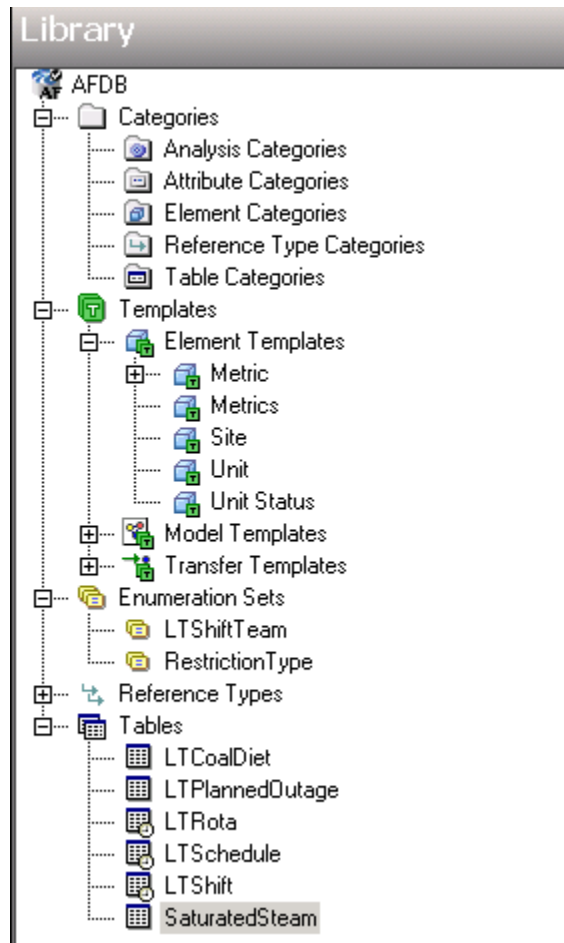 Library
AFDB
Categories
Analysis Categories
Attribute Categories
Element Categories
Reference Type Categories
Table Categories
Templates
Element Templates
Metric
Metrics
Site
Unit
Unit Status
Model Templates
Transfer Templates
Enumeration Sets
LTShiftTeam
RestrictionType
Reference Types
Tables
LTCoalDiet
LTPlannedOutage
LTRota
LTSchedule
LTShift
SaturatedSteam